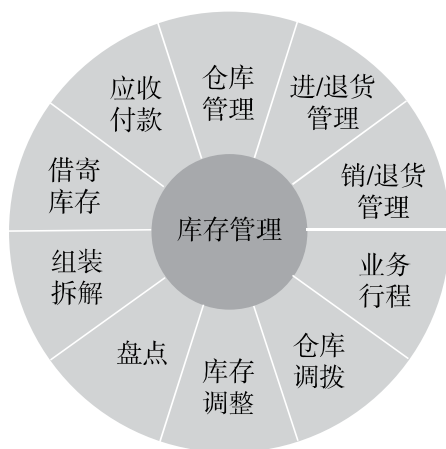 仓库
管理
进/退货
管理
销/退货
管理
业务
行程
仓库
调拨
库存
调整
盘点
组装
拆解
借寄
库存
应收
付款
库存管理